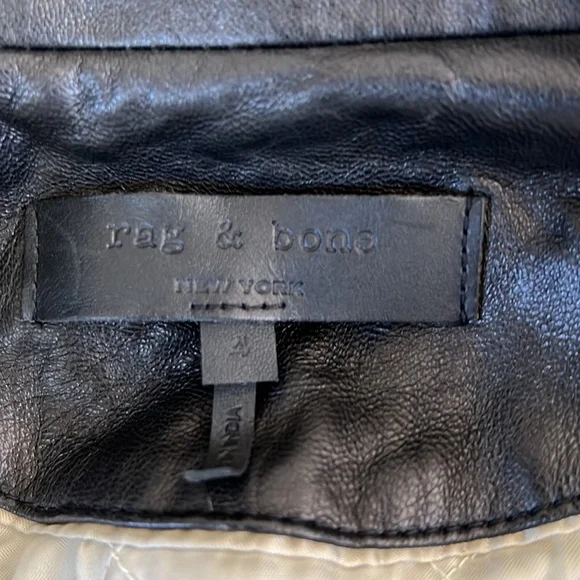 rag & bone
NEW YORK
4
INDIA